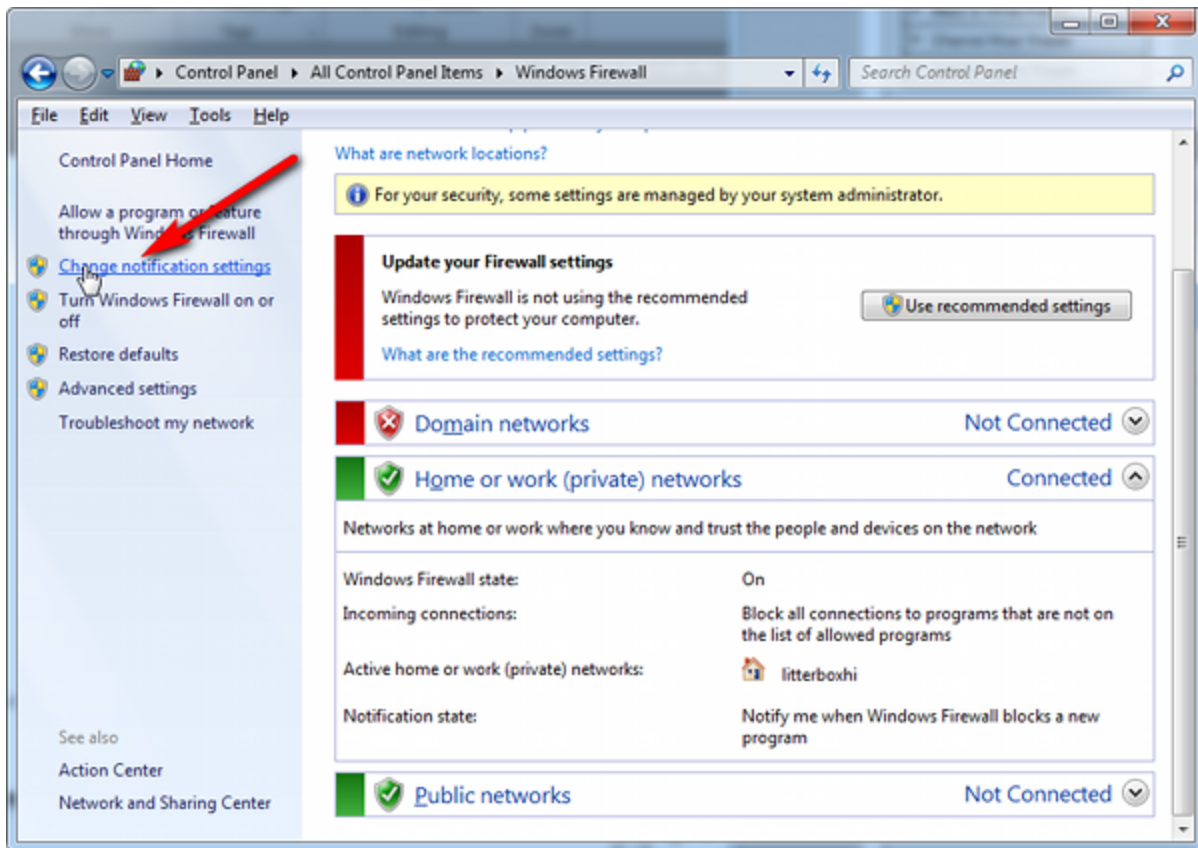 Control Panel ▸ All Control Panel Items ▸ Windows Firewall
Search Control Panel
File Edit View Tools Help
Control Panel Home
Allow a program or feature
through Windows Firewall
Change notification settings
Turn Windows Firewall on or
off
Restore defaults
Advanced settings
Troubleshoot my network
See also
Action Center
Network and Sharing Center
What are network locations?
For your security, some settings are managed by your system administrator.
Update your Firewall settings
Windows Firewall is not using the recommended
settings to protect your computer.
Use recommended settings
What are the recommended settings?
Domain networks Not Connected
Home or work (private) networks Connected
Networks at home or work where you know and trust the people and devices on the network
Windows Firewall state: On
Incoming connections: Block all connections to programs that are not on
the list of allowed programs
Active home or work (private) networks: litterboxhi
Notification state: Notify me when Windows Firewall blocks a new
program
Public networks Not Connected